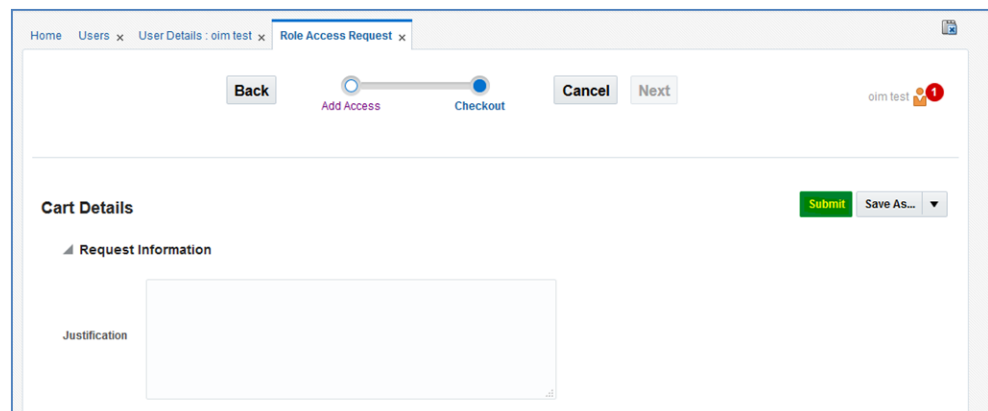 Home Users x User Details : oim test x Role Access Request x
Back Cancel Next
Add Access Checkout
oim test 1
Cart Details
Submit Save As...
Request Information
Justification